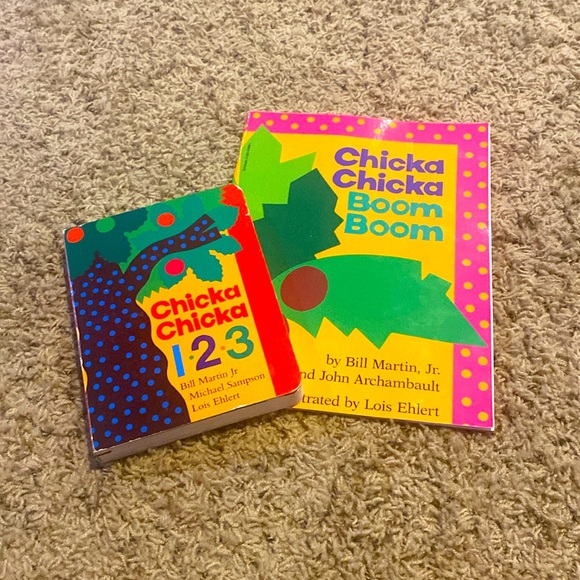 Chicka
Chicka
1·2·3
Bill Martin Jr
Michael Sampson
Lois Ehlert
Chicka
Chicka
Boom
Boom
by Bill Martin, Jr.
nd John Archambault
trated by Lois Ehlert